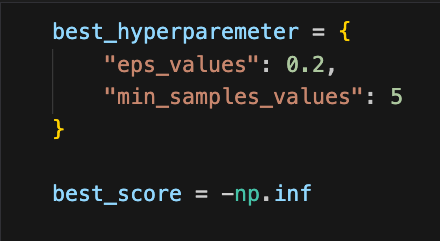 best_hyperparemeter = {
    "eps_values": 0.2,
    "min_samples_values": 5
}
best_score = -np.inf